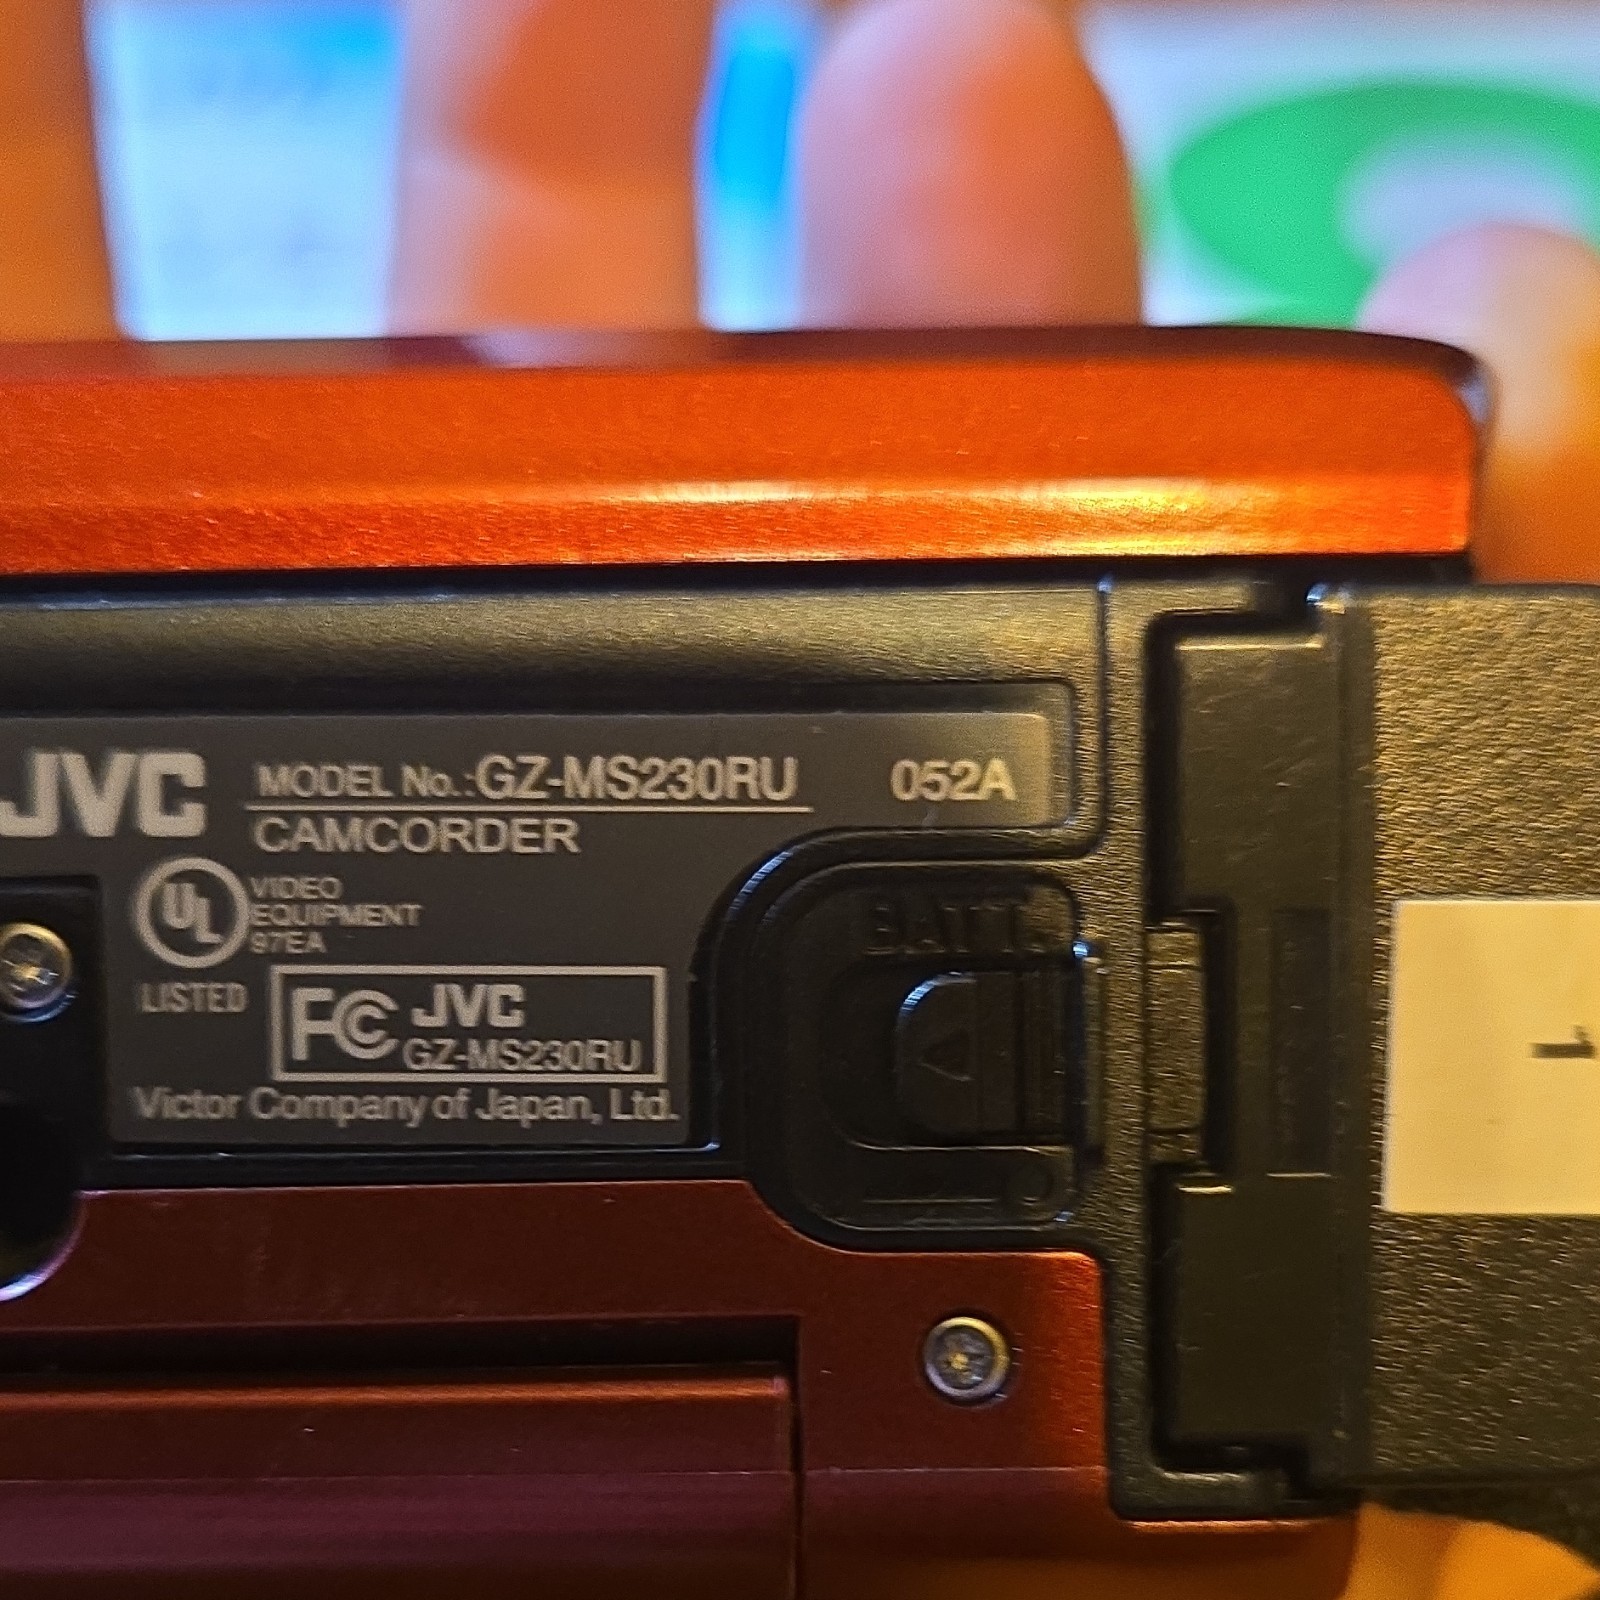 JVC MODEL No.:GZ-MS230RU 052A
CAMCORDER
UL VIDEO
EQUIPMENT
97EA
LISTED
FC JVC
GZ-MS230RU
Victor Company of Japan, Ltd.
BATT.
1